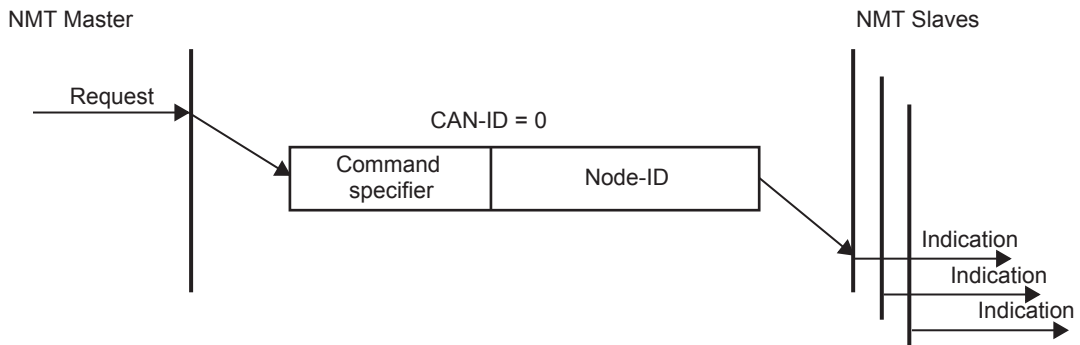 NMT Master
NMT Slaves
Request
CAN-ID = 0
Command
specifier
Node-ID
Indication
Indication
Indication